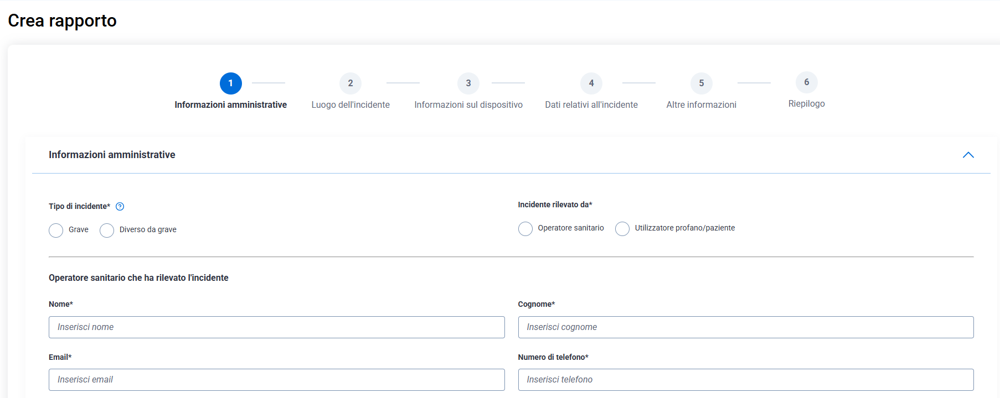 Crea rapporto
1 2 3 4 5 6
Informazioni amministrative Luogo dell'incidente Informazioni sul dispositivo Dati relativi all'incidente Altre informazioni Riepilogo
Informazioni amministrative
Tipo di incidente* ?
Grave Diverso da grave
Incidente rilevato da*
Operatore sanitario Utilizzatore profano/paziente
Operatore sanitario che ha rilevato l'incidente
Nome* Cognome*
Inserisci nome Inserisci cognome
Email* Numero di telefono*
Inserisci email Inserisci telefono